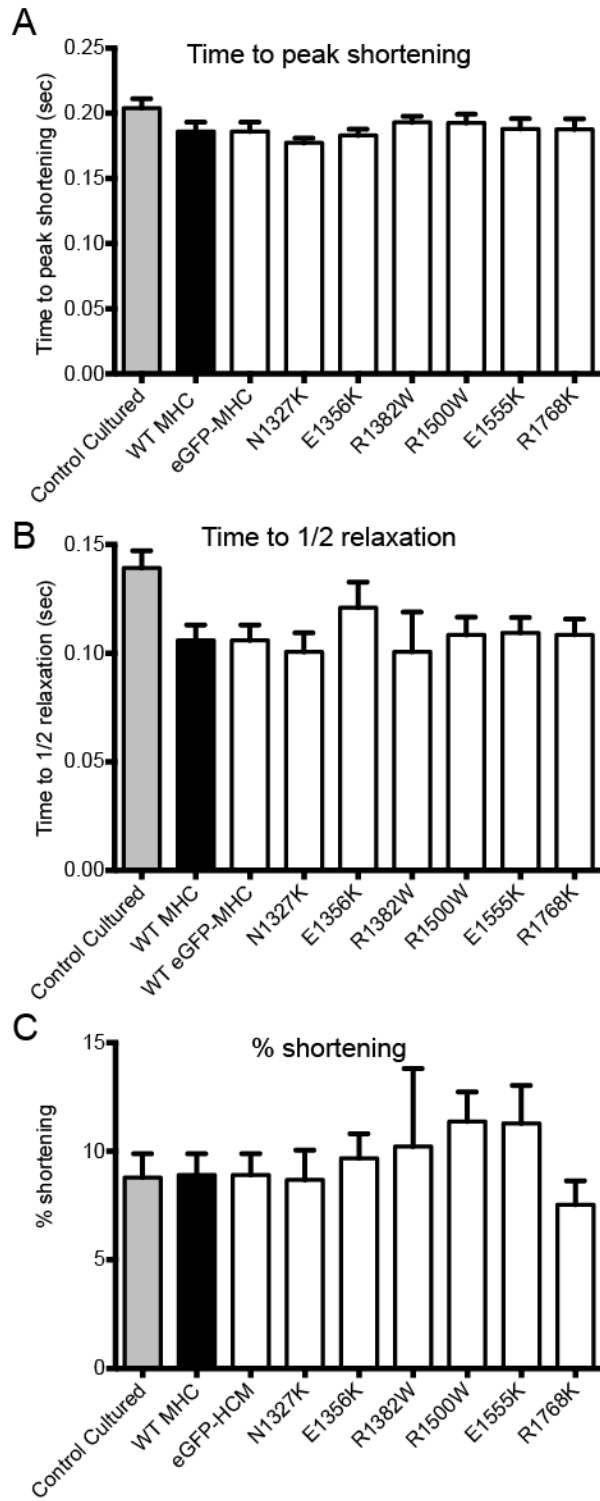 A
Time to peak shortening
Time to peak shortening (sec)
0.25
0.20
0.15
0.10
0.05
0.00
Control Cultured
WT MHC
eGFP-MHC
N1327K
E1356K
R1382W
R1500W
E1555K
R1768K
B
Time to 1/2 relaxation
Time to 1/2 relaxation (sec)
0.15
0.10
0.05
0.00
Control Cultured
WT MHC
WT eGFP-MHC
N1327K
E1356K
R1382W
R1500W
E1555K
R1768K
C
% shortening
% shortening
15
10
5
0
Control Cultured
WT MHC
eGFP-HCM
N1327K
E1356K
R1382W
R1500W
E1555K
R1768K